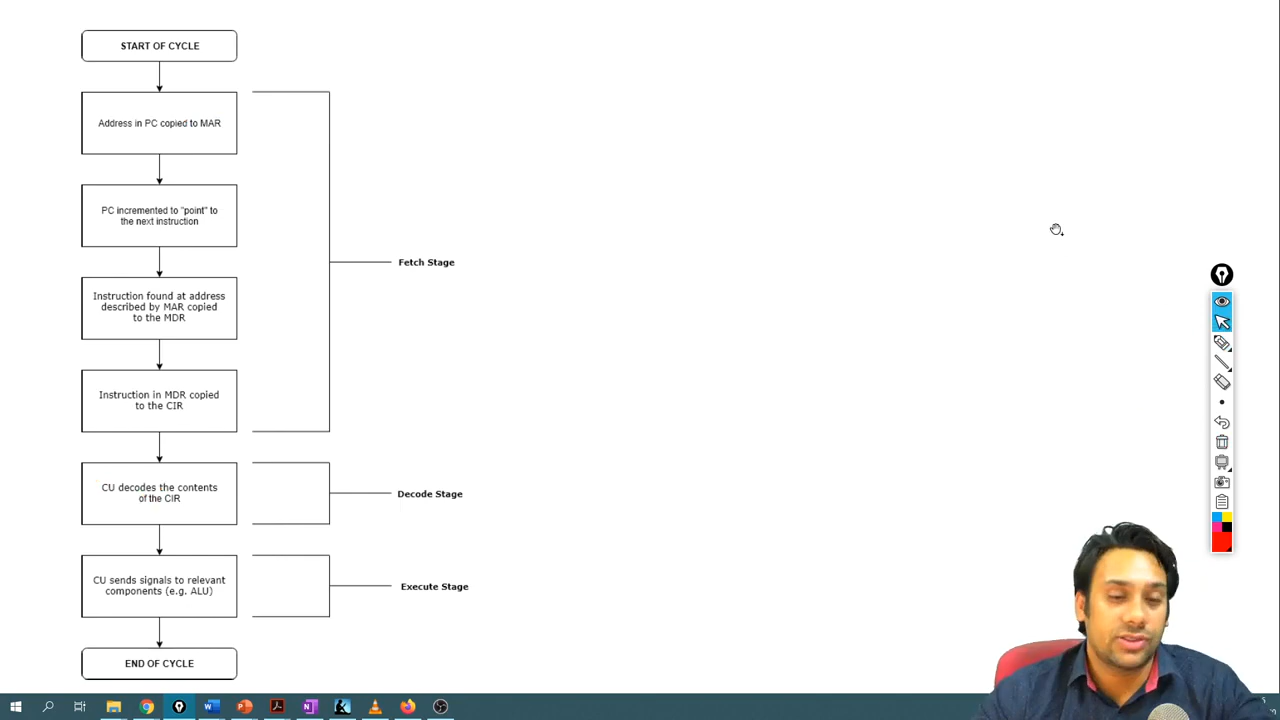 START OF CYCLE
Address in PC copied to MAR
PC incremented to "point" to
the next instruction
Instruction found at address
described by MAR copied
to the MDR
Instruction in MDR copied
to the CIR
Fetch Stage
CU decodes the contents
of the CIR
Decode Stage
CU sends signals to relevant
components (e.g. ALU)
Execute Stage
END OF CYCLE